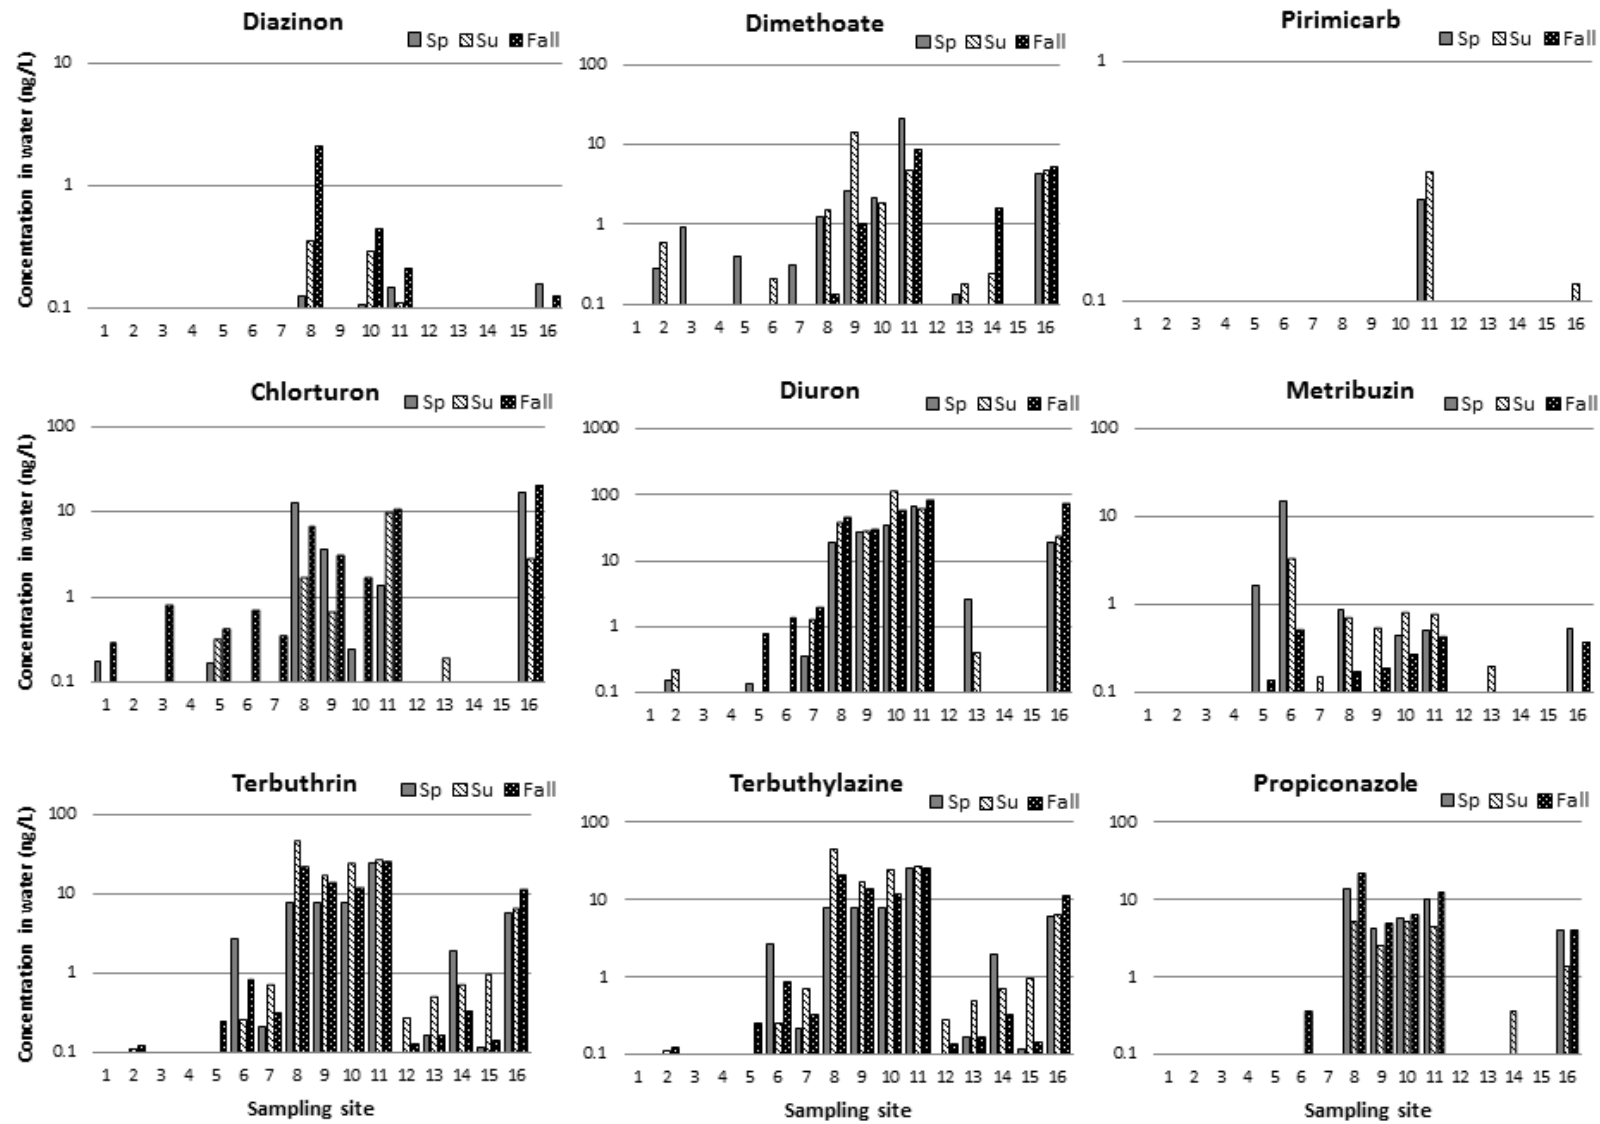 Diazinon
Sp Su Fall
Concentration in water (ng/L)
10
1
0.1
1 2 3 4 5 6 7 8 9 10 11 12 13 14 15 16
Dimethoate
Sp Su Fall
100
10
1
0.1
1 2 3 4 5 6 7 8 9 10 11 12 13 14 15 16
Pirimicarb
Sp Su Fall
1
0.1
1 2 3 4 5 6 7 8 9 10 11 12 13 14 15 16
Chlorturon
Sp Su Fall
Concentration in water (ng/L)
100
10
1
0.1
1 2 3 4 5 6 7 8 9 10 11 12 13 14 15 16
Diuron
Sp Su Fall
1000
100
10
1
0.1
1 2 3 4 5 6 7 8 9 10 11 12 13 14 15 16
Metribuzin
Sp Su Fall
100
10
1
0.1
1 2 3 4 5 6 7 8 9 10 11 12 13 14 15 16
Terbuthrin
Sp Su Fall
Concentration in water (ng/L)
100
10
1
0.1
1 2 3 4 5 6 7 8 9 10 11 12 13 14 15 16
Sampling site
Terbuthylazine
Sp Su Fall
100
10
1
0.1
1 2 3 4 5 6 7 8 9 10 11 12 13 14 15 16
Sampling site
Propiconazole
Sp Su Fall
100
10
1
0.1
1 2 3 4 5 6 7 8 9 10 11 12 13 14 15 16
Sampling site